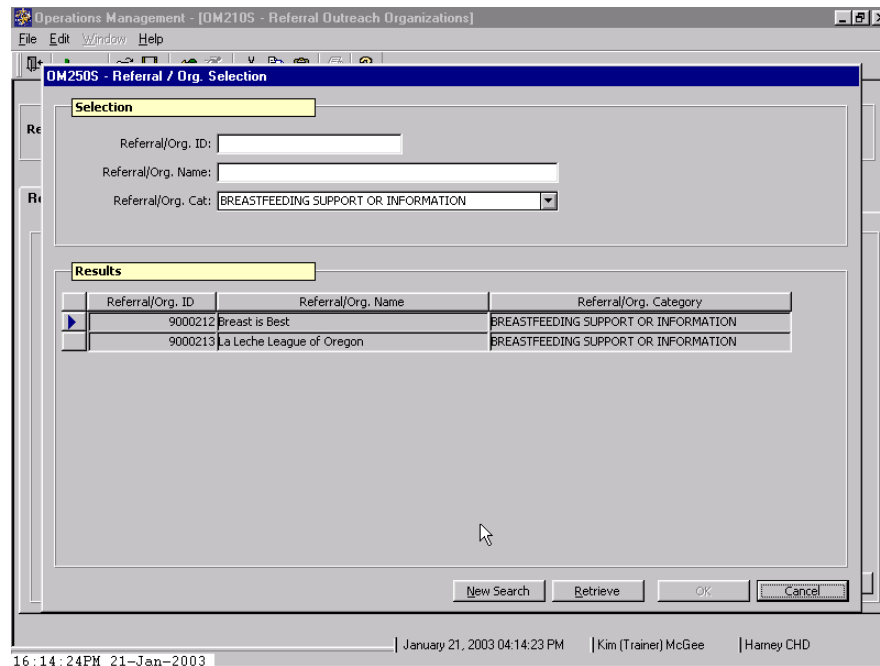 Operations Management - [OM210S - Referral Outreach Organizations]
File Edit Window Help
OM250S - Referral / Org. Selection
Selection
Re
Referral/Org. ID:
Referral/Org. Name:
Re
Referral/Org. Cat: BREASTFEEDING SUPPORT OR INFORMATION
Results
Referral/Org. ID Referral/Org. Name Referral/Org. Category
9000212 Breast is Best BREASTFEEDING SUPPORT OR INFORMATION
9000213 La Leche League of Oregon BREASTFEEDING SUPPORT OR INFORMATION
New Search Retrieve OK Cancel
January 21, 2003 04:14:23 PM Kim (Trainer) McGee Harney CHD
16:14:24PM 21-Jan-2003